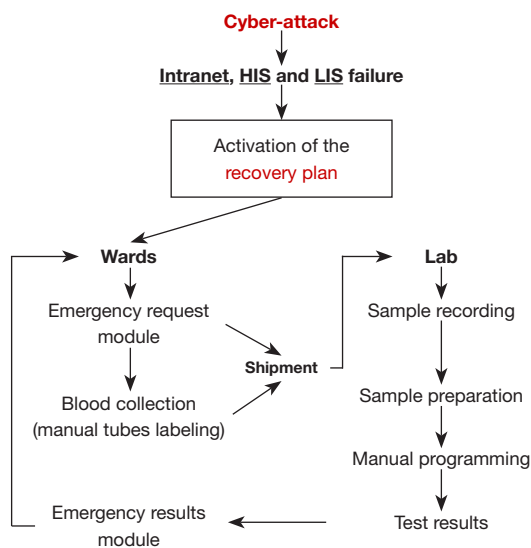 Cyber-attack
Intranet, HIS and LIS failure
Activation of the
recovery plan
Wards
Emergency request
module
Blood collection
(manual tubes labeling)
Shipment
Lab
Sample recording
Sample preparation
Manual programming
Test results
Emergency results
module